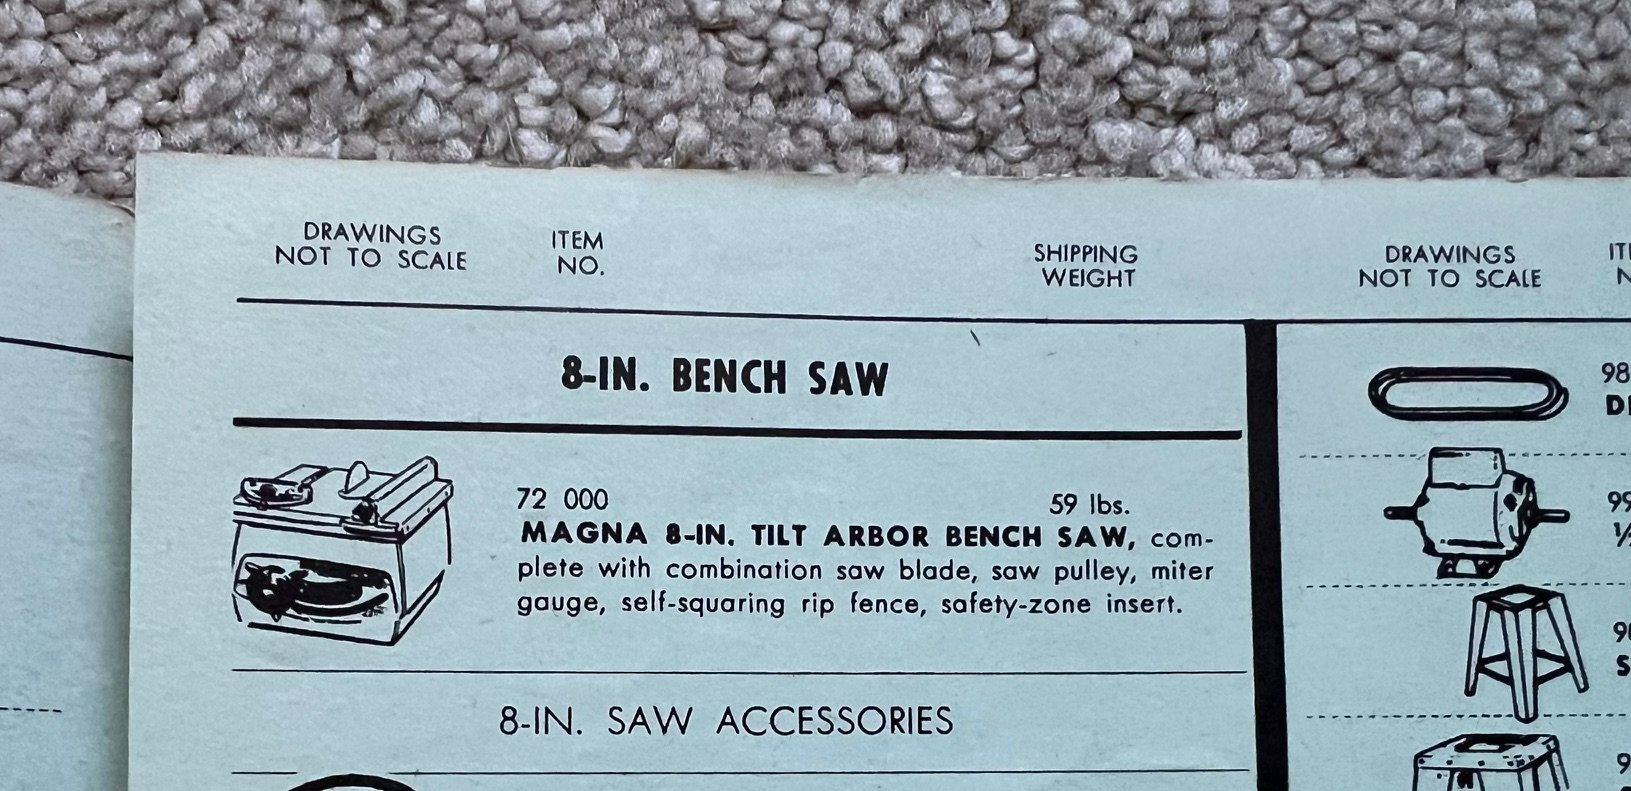 DRAWINGS
NOT TO SCALE
ITEM
NO.
SHIPPING
WEIGHT
8-IN. BENCH SAW
72 000 59 lbs.
MAGNA 8-IN. TILT ARBOR BENCH SAW, com-
plete with combination saw blade, saw pulley, miter
gauge, self-squaring rip fence, safety-zone insert.
8-IN. SAW ACCESSORIES
DRAWINGS
NOT TO SCALE